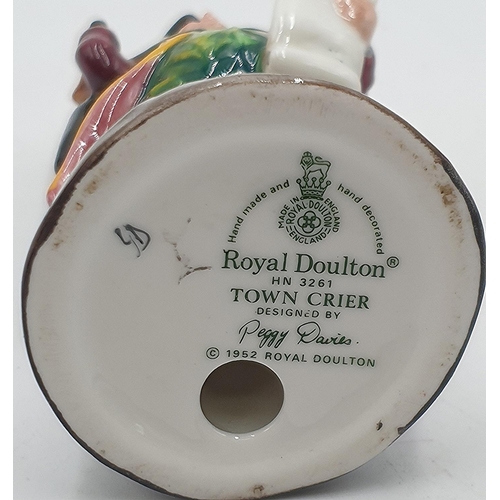 Hand made and hand decorated
MADE IN ENGLAND
ROYAL DOULTON
ENGLAND
Royal Doulton®
HN 3261
TOWN CRIER
DESIGNED BY
Peggy Davies.
© 1952 ROYAL DOULTON